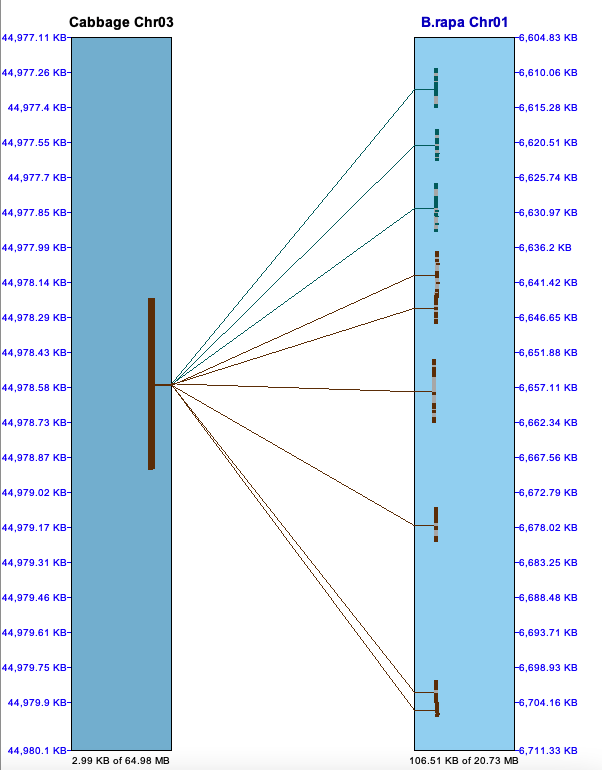 Cabbage Chr03 B.rapa Chr01
44,977.11 KB 6,604.83 KB
44,977.26 KB 6,610.06 KB
44,977.4 KB 6,615.28 KB
44,977.55 KB 6,620.51 KB
44,977.7 KB 6,625.74 KB
44,977.85 KB 6,630.97 KB
44,977.99 KB 6,636.2 KB
44,978.14 KB 6,641.42 KB
44,978.29 KB 6,646.65 KB
44,978.43 KB 6,651.88 KB
44,978.58 KB 6,657.11 KB
44,978.73 KB 6,662.34 KB
44,978.87 KB 6,667.56 KB
44,979.02 KB 6,672.79 KB
44,979.17 KB 6,678.02 KB
44,979.31 KB 6,683.25 KB
44,979.46 KB 6,688.48 KB
44,979.61 KB 6,693.71 KB
44,979.75 KB 6,698.93 KB
44,979.9 KB 6,704.16 KB
44,980.1 KB 6,711.33 KB
2.99 KB of 64.98 MB 106.51 KB of 20.73 MB